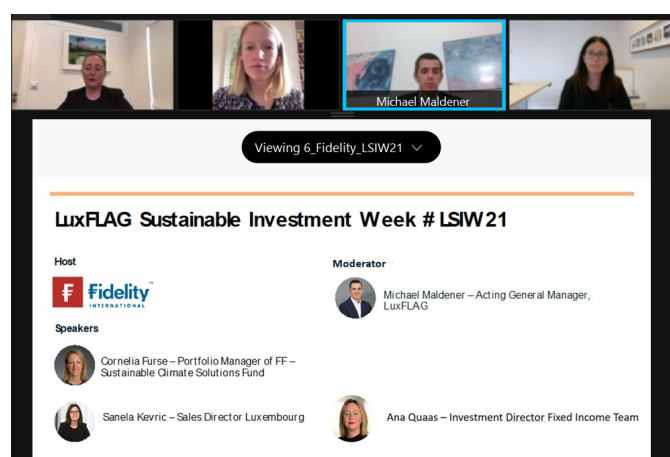 Michael Maldener
Viewing 6_Fidelity_LSIW21
LuxFLAG Sustainable Investment Week # LSIW21
Host
Fidelity™
INTERNATIONAL
Moderator
Michael Maldener – Acting General Manager,
LuxFLAG
Speakers
Cornelia Furse – Portfolio Manager of FF –
Sustainable Climate Solutions Fund
Sanela Kevric – Sales Director Luxembourg
Ana Quaas – Investment Director Fixed Income Team